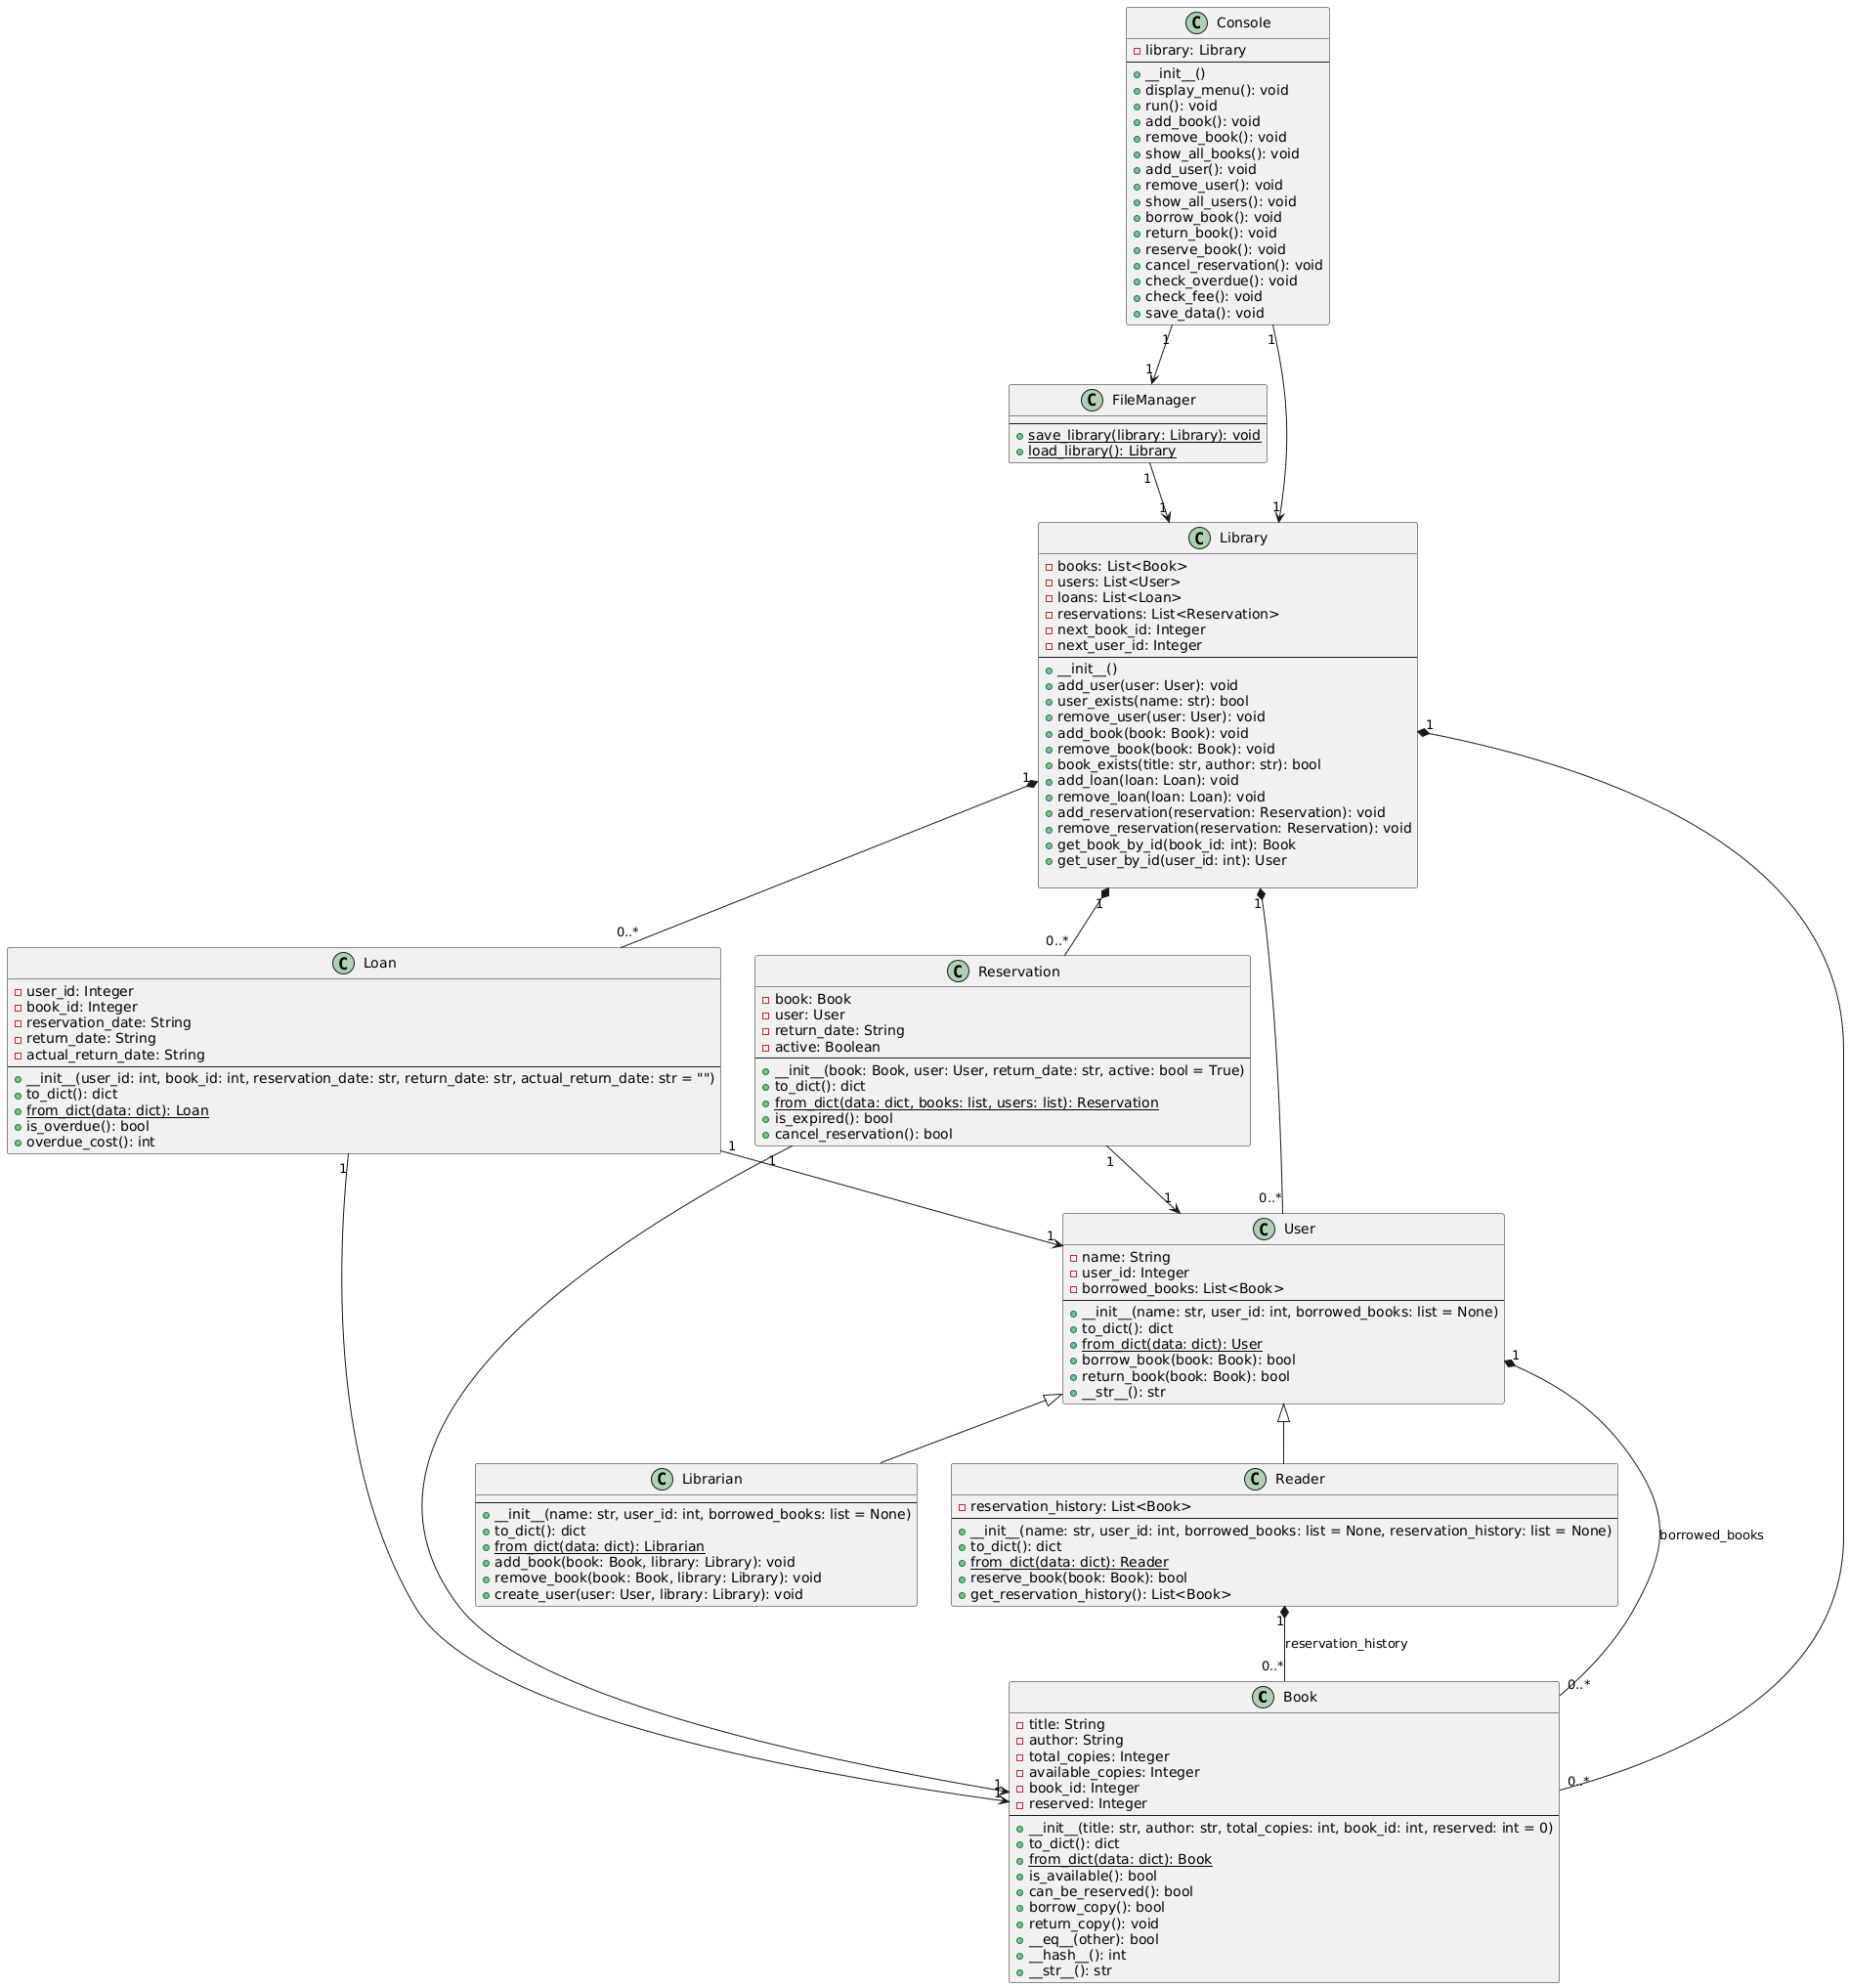 C Console
library: Library
__init__()
display_menu(): void
run(): void
add_book(): void
remove_book(): void
show_all_books(): void
add_user(): void
remove_user(): void
show_all_users(): void
borrow_book(): void
return_book(): void
reserve_book(): void
cancel_reservation(): void
check_overdue(): void
check_fee(): void
save_data(): void
1
1
1
C FileManager
save_library(library: Library): void
load_library(): Library
1
1
1
C Library
books: List<Book>
users: List<User>
loans: List<Loan>
reservations: List<Reservation>
next_book_id: Integer
next_user_id: Integer
__init__()
add_user(user: User): void
user_exists(name: str): bool
remove_user(user: User): void
add_book(book: Book): void
remove_book(book: Book): void
book_exists(title: str, author: str): bool
add_loan(loan: Loan): void
remove_loan(loan: Loan): void
add_reservation(reservation: Reservation): void
remove_reservation(reservation: Reservation): void
get_book_by_id(book_id: int): Book
get_user_by_id(user_id: int): User
1
1
1
1
0..*
0..*
C Loan
user_id: Integer
book_id: Integer
reservation_date: String
return_date: String
actual_return_date: String
__init__(user_id: int, book_id: int, reservation_date: str, return_date: str, actual_return_date: str = "")
to_dict(): dict
from_dict(data: dict): Loan
is_overdue(): bool
overdue_cost(): int
C Reservation
book: Book
user: User
return_date: String
active: Boolean
__init__(book: Book, user: User, return_date: str, active: bool = True)
to_dict(): dict
from_dict(data: dict, books: list, users: list): Reservation
is_expired(): bool
cancel_reservation(): bool
1
1
1
1
1
1
0..*
C User
name: String
user_id: Integer
borrowed_books: List<Book>
__init__(name: str, user_id: int, borrowed_books: list = None)
to_dict(): dict
from_dict(data: dict): User
borrow_book(book: Book): bool
return_book(book: Book): bool
__str__(): str
1
C Librarian
__init__(name: str, user_id: int, borrowed_books: list = None)
to_dict(): dict
from_dict(data: dict): Librarian
add_book(book: Book, library: Library): void
remove_book(book: Book, library: Library): void
create_user(user: User, library: Library): void
C Reader
reservation_history: List<Book>
__init__(name: str, user_id: int, borrowed_books: list = None, reservation_history: list = None)
to_dict(): dict
from_dict(data: dict): Reader
reserve_book(book: Book): bool
get_reservation_history(): List<Book>
borrowed_books
1
reservation_history
0..*
0..*
0..*
1
1
C Book
title: String
author: String
total_copies: Integer
available_copies: Integer
book_id: Integer
reserved: Integer
__init__(title: str, author: str, total_copies: int, book_id: int, reserved: int = 0)
to_dict(): dict
from_dict(data: dict): Book
is_available(): bool
can_be_reserved(): bool
borrow_copy(): bool
return_copy(): void
__eq__(other): bool
__hash__(): int
__str__(): str